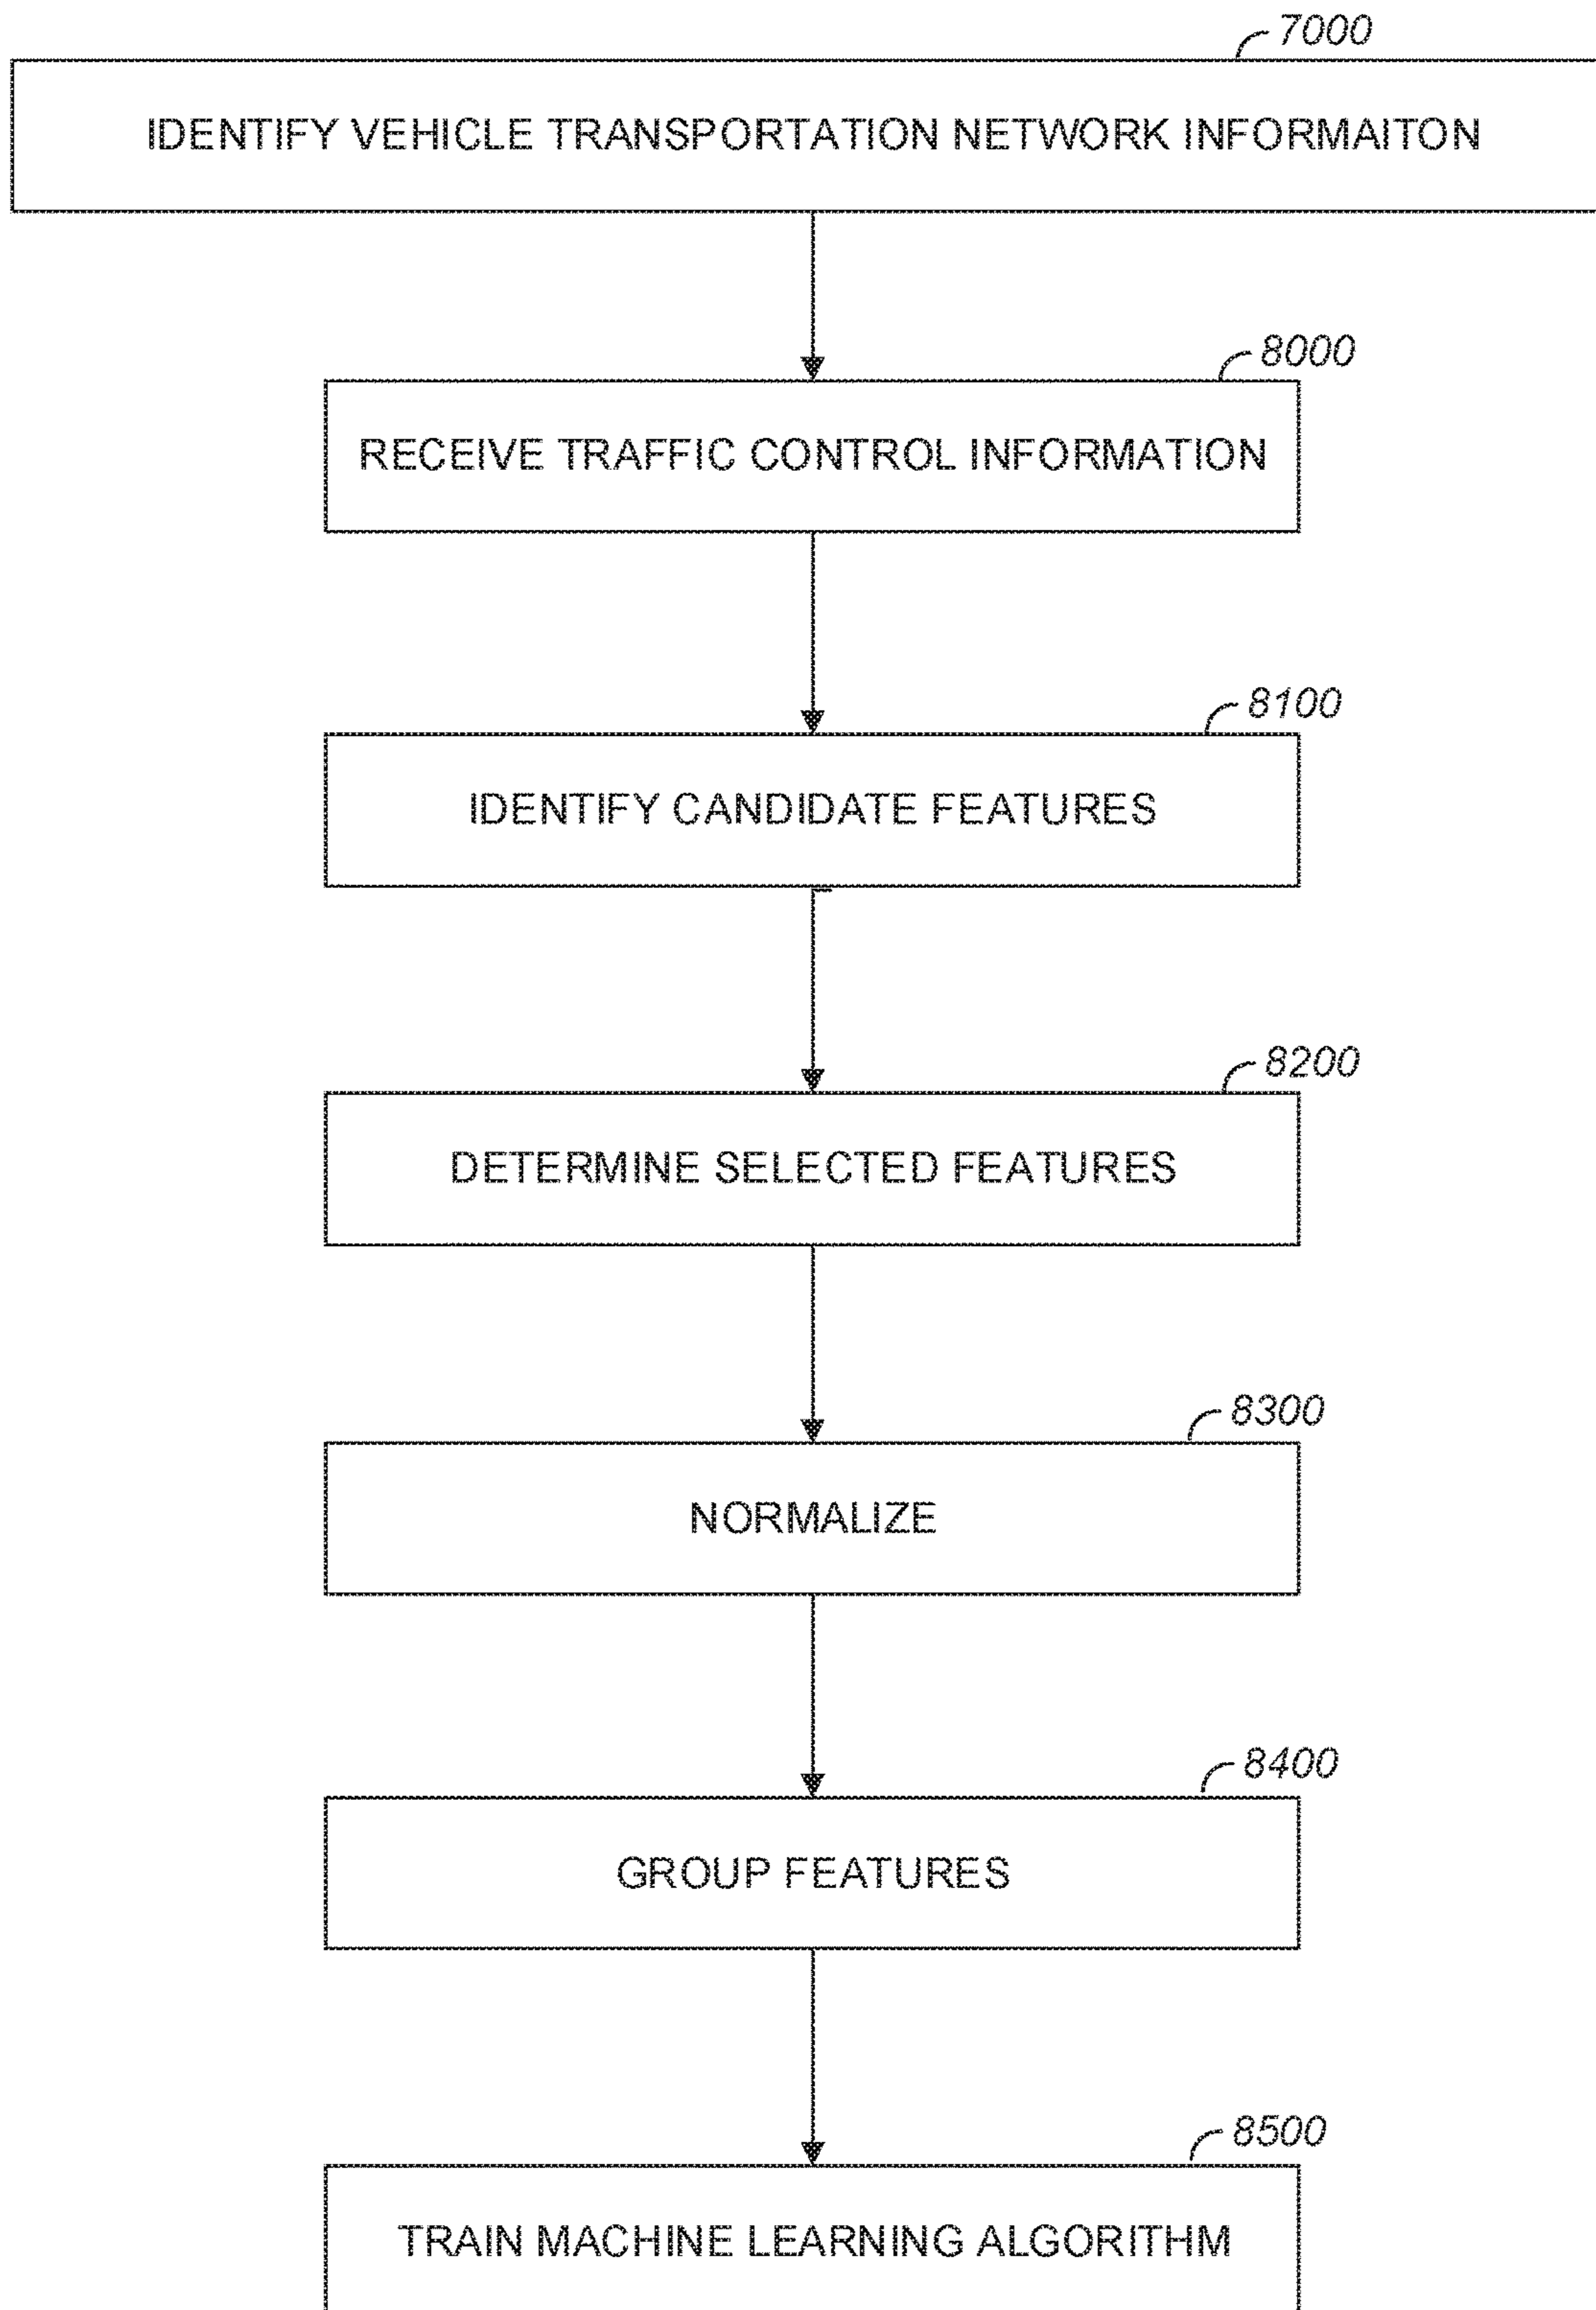 7000
IDENTIFY VEHICLE TRANSPORTATION NETWORK INFORMAITON
8000
RECEIVE TRAFFIC CONTROL INFORMATION
8100
IDENTIFY CANDIDATE FEATURES
8200
DETERMINE SELECTED FEATURES
8300
NORMALIZE
8400
GROUP FEATURES
8500
TRAIN MACHINE LEARNING ALGORITHM